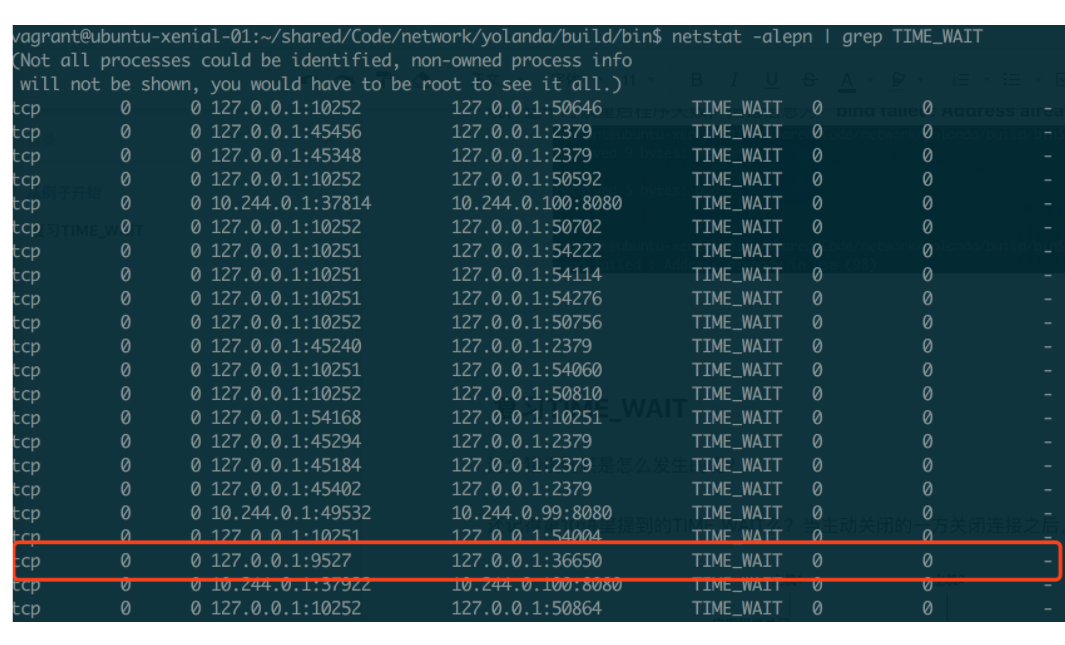 vagrant@ubuntu-xenial-01:~/shared/Code/network/yolanda/build/bin$ netstat -alepn | grep TIME_WAIT
(Not all processes could be identified, non-owned process info
will not be shown, you would have to be root to see it all.)
tcp 0 0 127.0.0.1:10252 127.0.0.1:50646 TIME_WAIT 0 0 -
tcp 0 0 127.0.0.1:45456 127.0.0.1:2379 TIME_WAIT 0 0 -
tcp 0 0 127.0.0.1:45348 127.0.0.1:2379 TIME_WAIT 0 0 -
tcp 0 0 127.0.0.1:10252 127.0.0.1:50592 TIME_WAIT 0 0 -
tcp 0 0 10.244.0.1:37814 10.244.0.100:8080 TIME_WAIT 0 0 -
tcp 0 0 127.0.0.1:10252 127.0.0.1:50702 TIME_WAIT 0 0 -
tcp 0 0 127.0.0.1:10251 127.0.0.1:54222 TIME_WAIT 0 0 -
tcp 0 0 127.0.0.1:10251 127.0.0.1:54114 TIME_WAIT 0 0 -
tcp 0 0 127.0.0.1:10251 127.0.0.1:54276 TIME_WAIT 0 0 -
tcp 0 0 127.0.0.1:10252 127.0.0.1:50756 TIME_WAIT 0 0 -
tcp 0 0 127.0.0.1:45240 127.0.0.1:2379 TIME_WAIT 0 0 -
tcp 0 0 127.0.0.1:10251 127.0.0.1:54060 TIME_WAIT 0 0 -
tcp 0 0 127.0.0.1:10252 127.0.0.1:50810 TIME_WAIT 0 0 -
tcp 0 0 127.0.0.1:54168 127.0.0.1:10251 TIME_WAIT 0 0 -
tcp 0 0 127.0.0.1:45294 127.0.0.1:2379 TIME_WAIT 0 0 -
tcp 0 0 127.0.0.1:45184 127.0.0.1:2379 TIME_WAIT 0 0 -
tcp 0 0 127.0.0.1:45402 127.0.0.1:2379 TIME_WAIT 0 0 -
tcp 0 0 10.244.0.1:49532 10.244.0.99:8080 TIME_WAIT 0 0 -
tcp 0 0 127.0.0.1:10251 127.0.0.1:54004 TIME_WAIT 0 0 -
tcp 0 0 127.0.0.1:9527 127.0.0.1:36650 TIME_WAIT 0 0 -
tcp 0 0 10.244.0.1:37922 10.244.0.100:8080 TIME_WAIT 0 0 -
tcp 0 0 127.0.0.1:10252 127.0.0.1:50864 TIME_WAIT 0 0 -